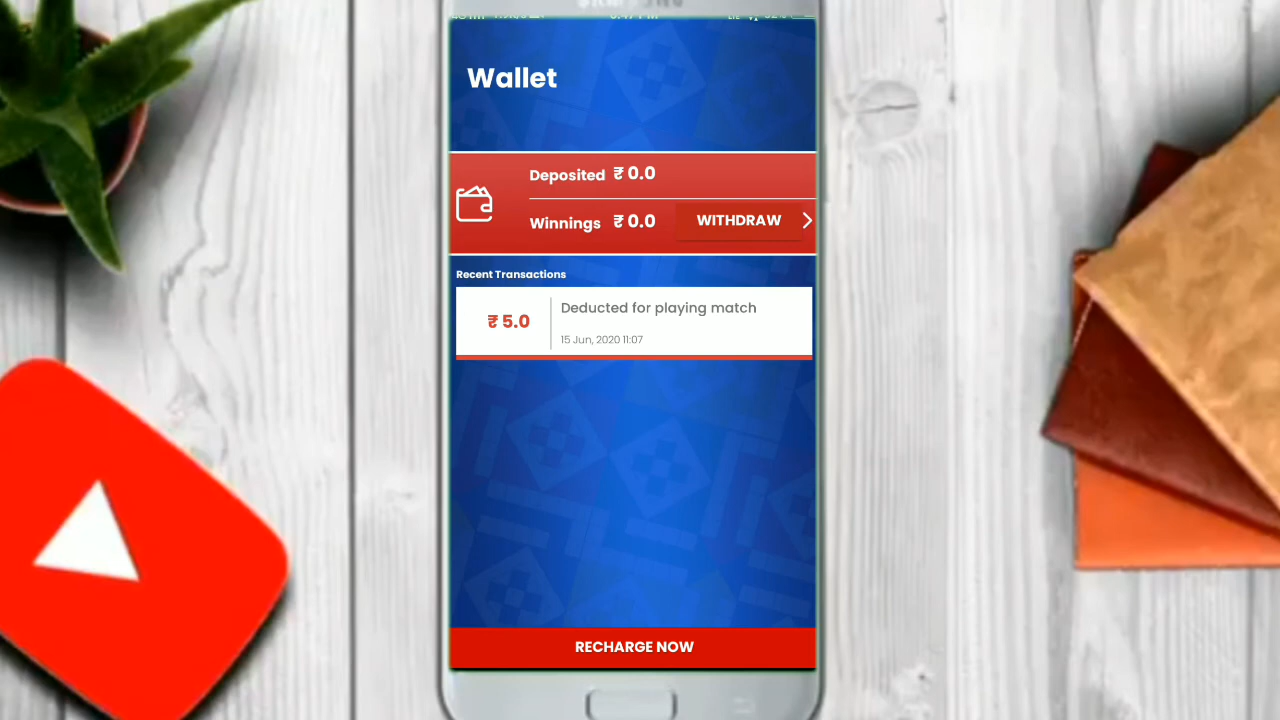 Wallet
Deposited ₹ 0.0
Winnings ₹ 0.0 WITHDRAW
Recent Transactions
₹ 5.0 Deducted for playing match
15 Jun, 2020 11:07
RECHARGE NOW